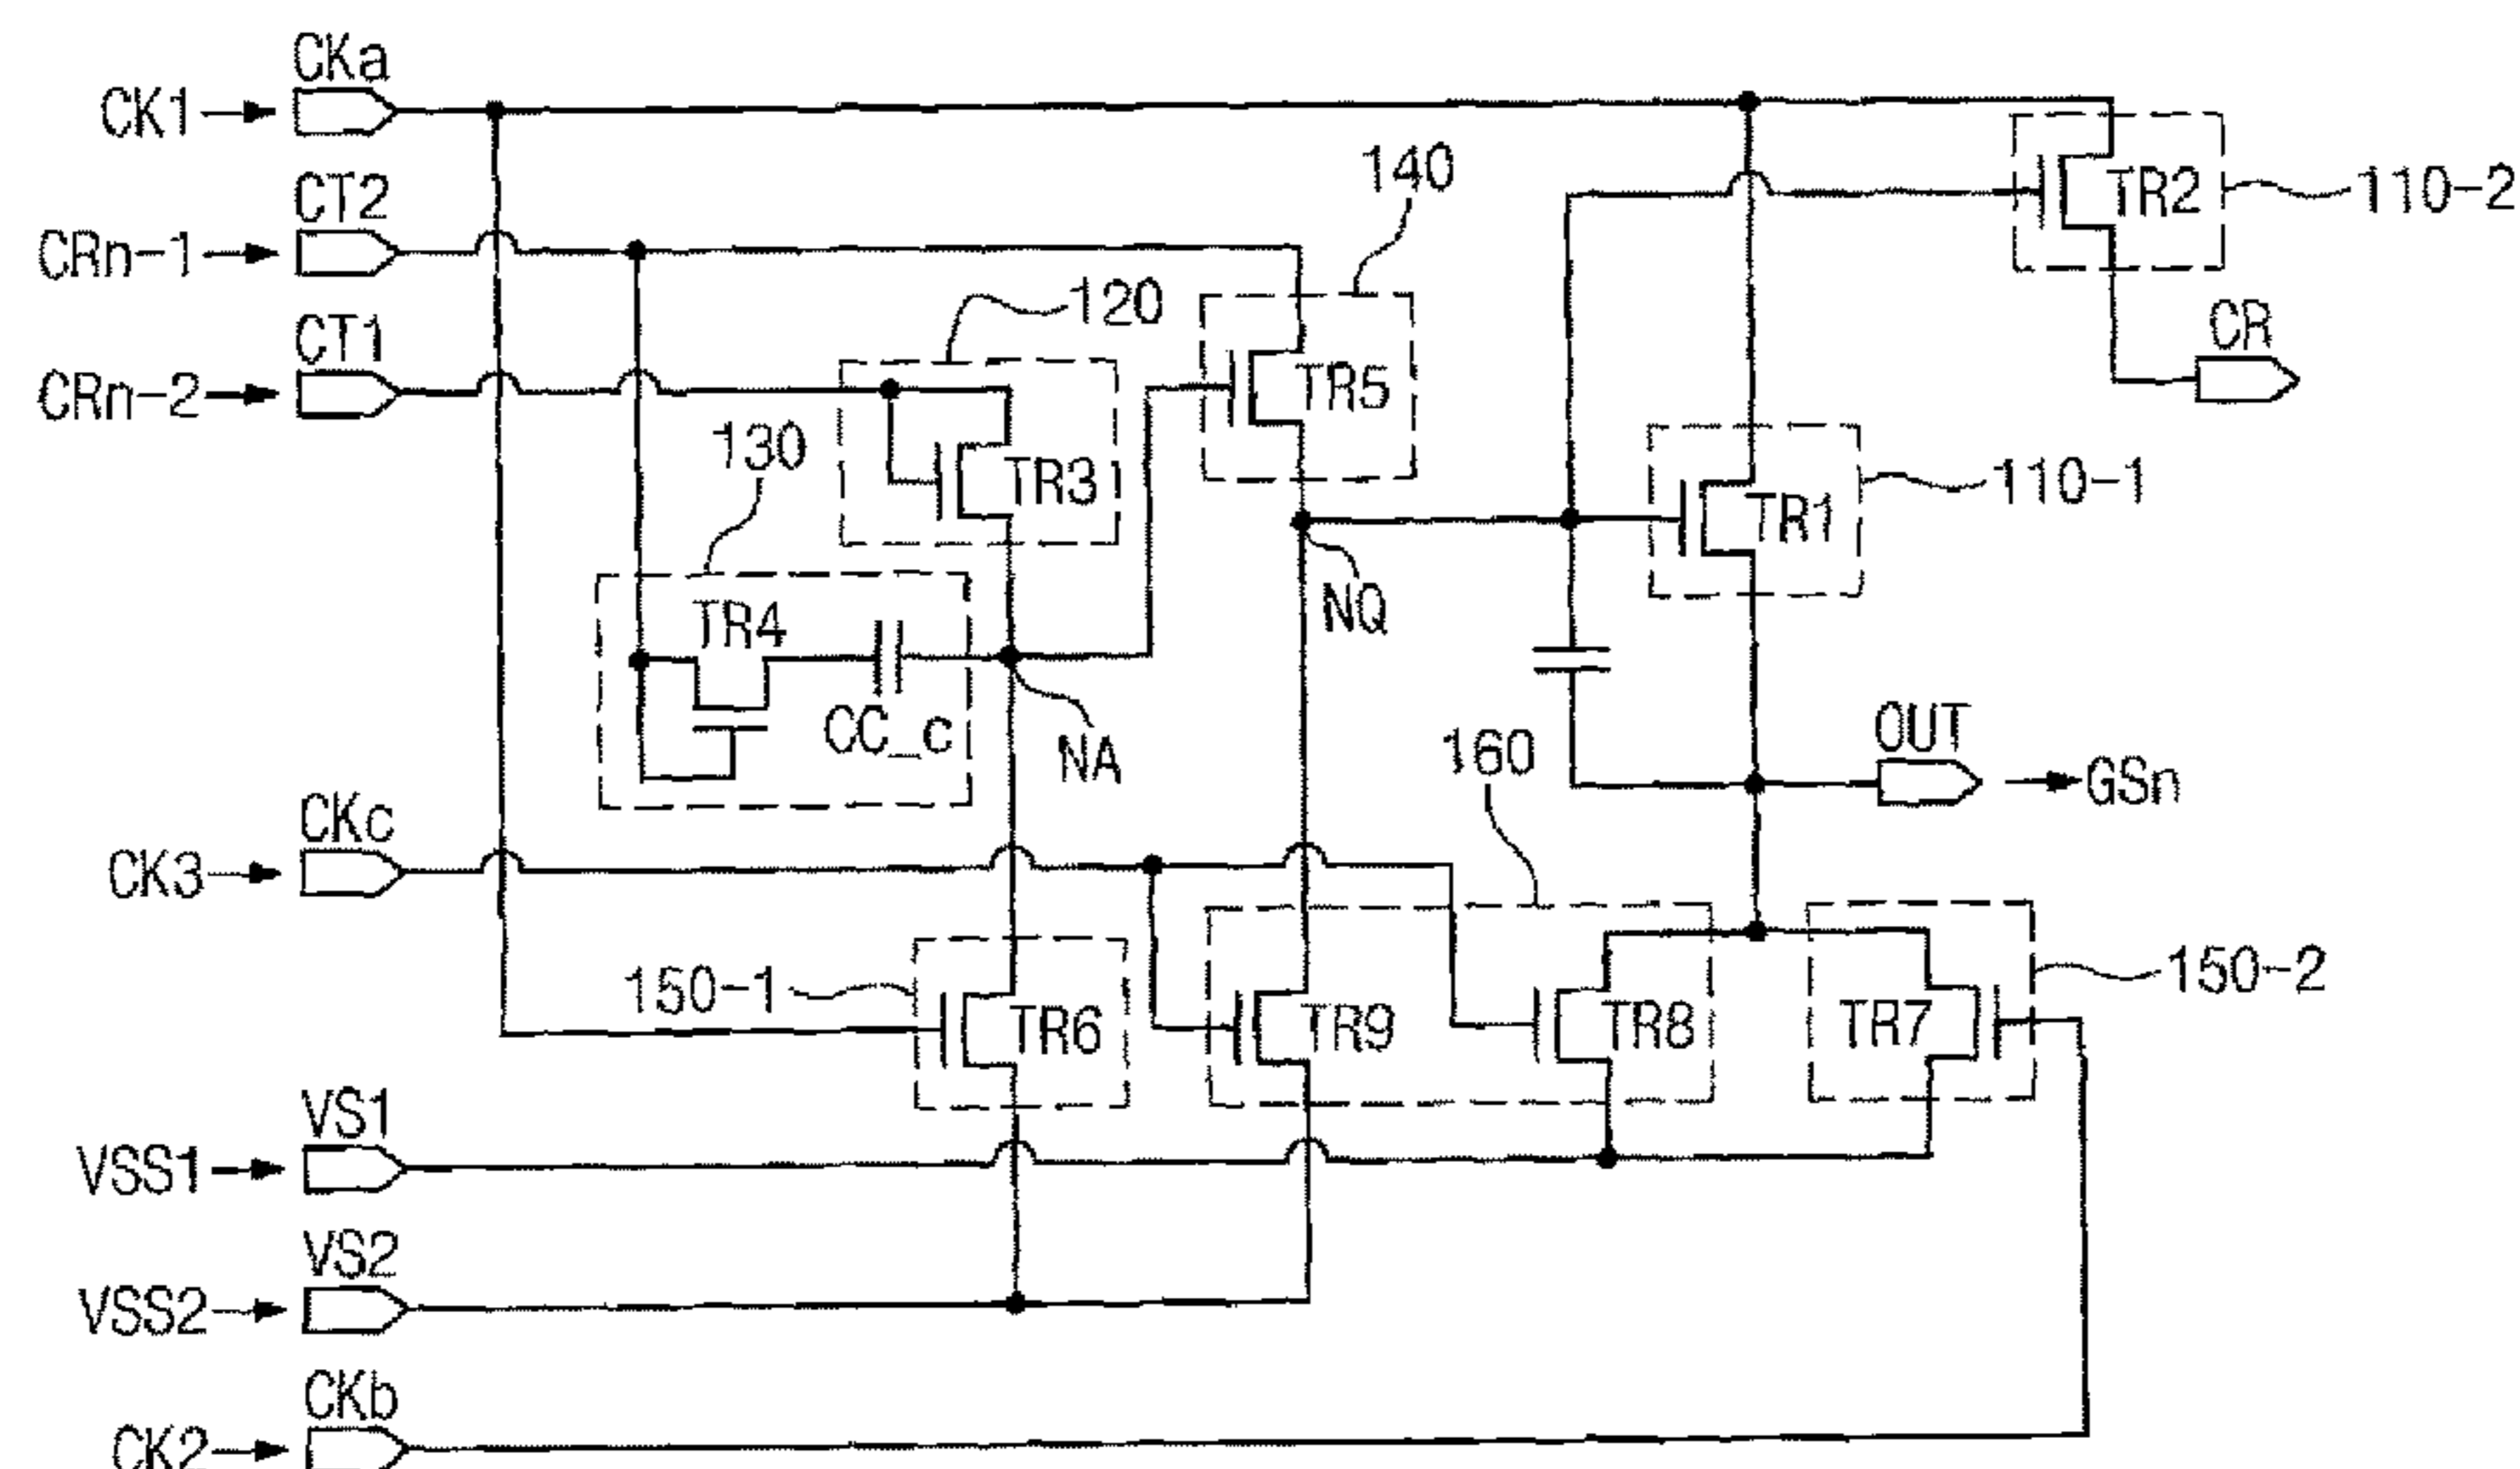 CKa
CK1
CT2
CRn-1
CT1
CRn-2
140
TR2
110-2
120
CR
TR5
130
TR3
110-1
TR1
NQ
TR4
CC_c
NA
160
OUT
GSn
CKc
CK3
150-1
150-2
TR6
TR9
TR8
TR7
VS1
VSS1
VS2
VSS2
CKb
CK2